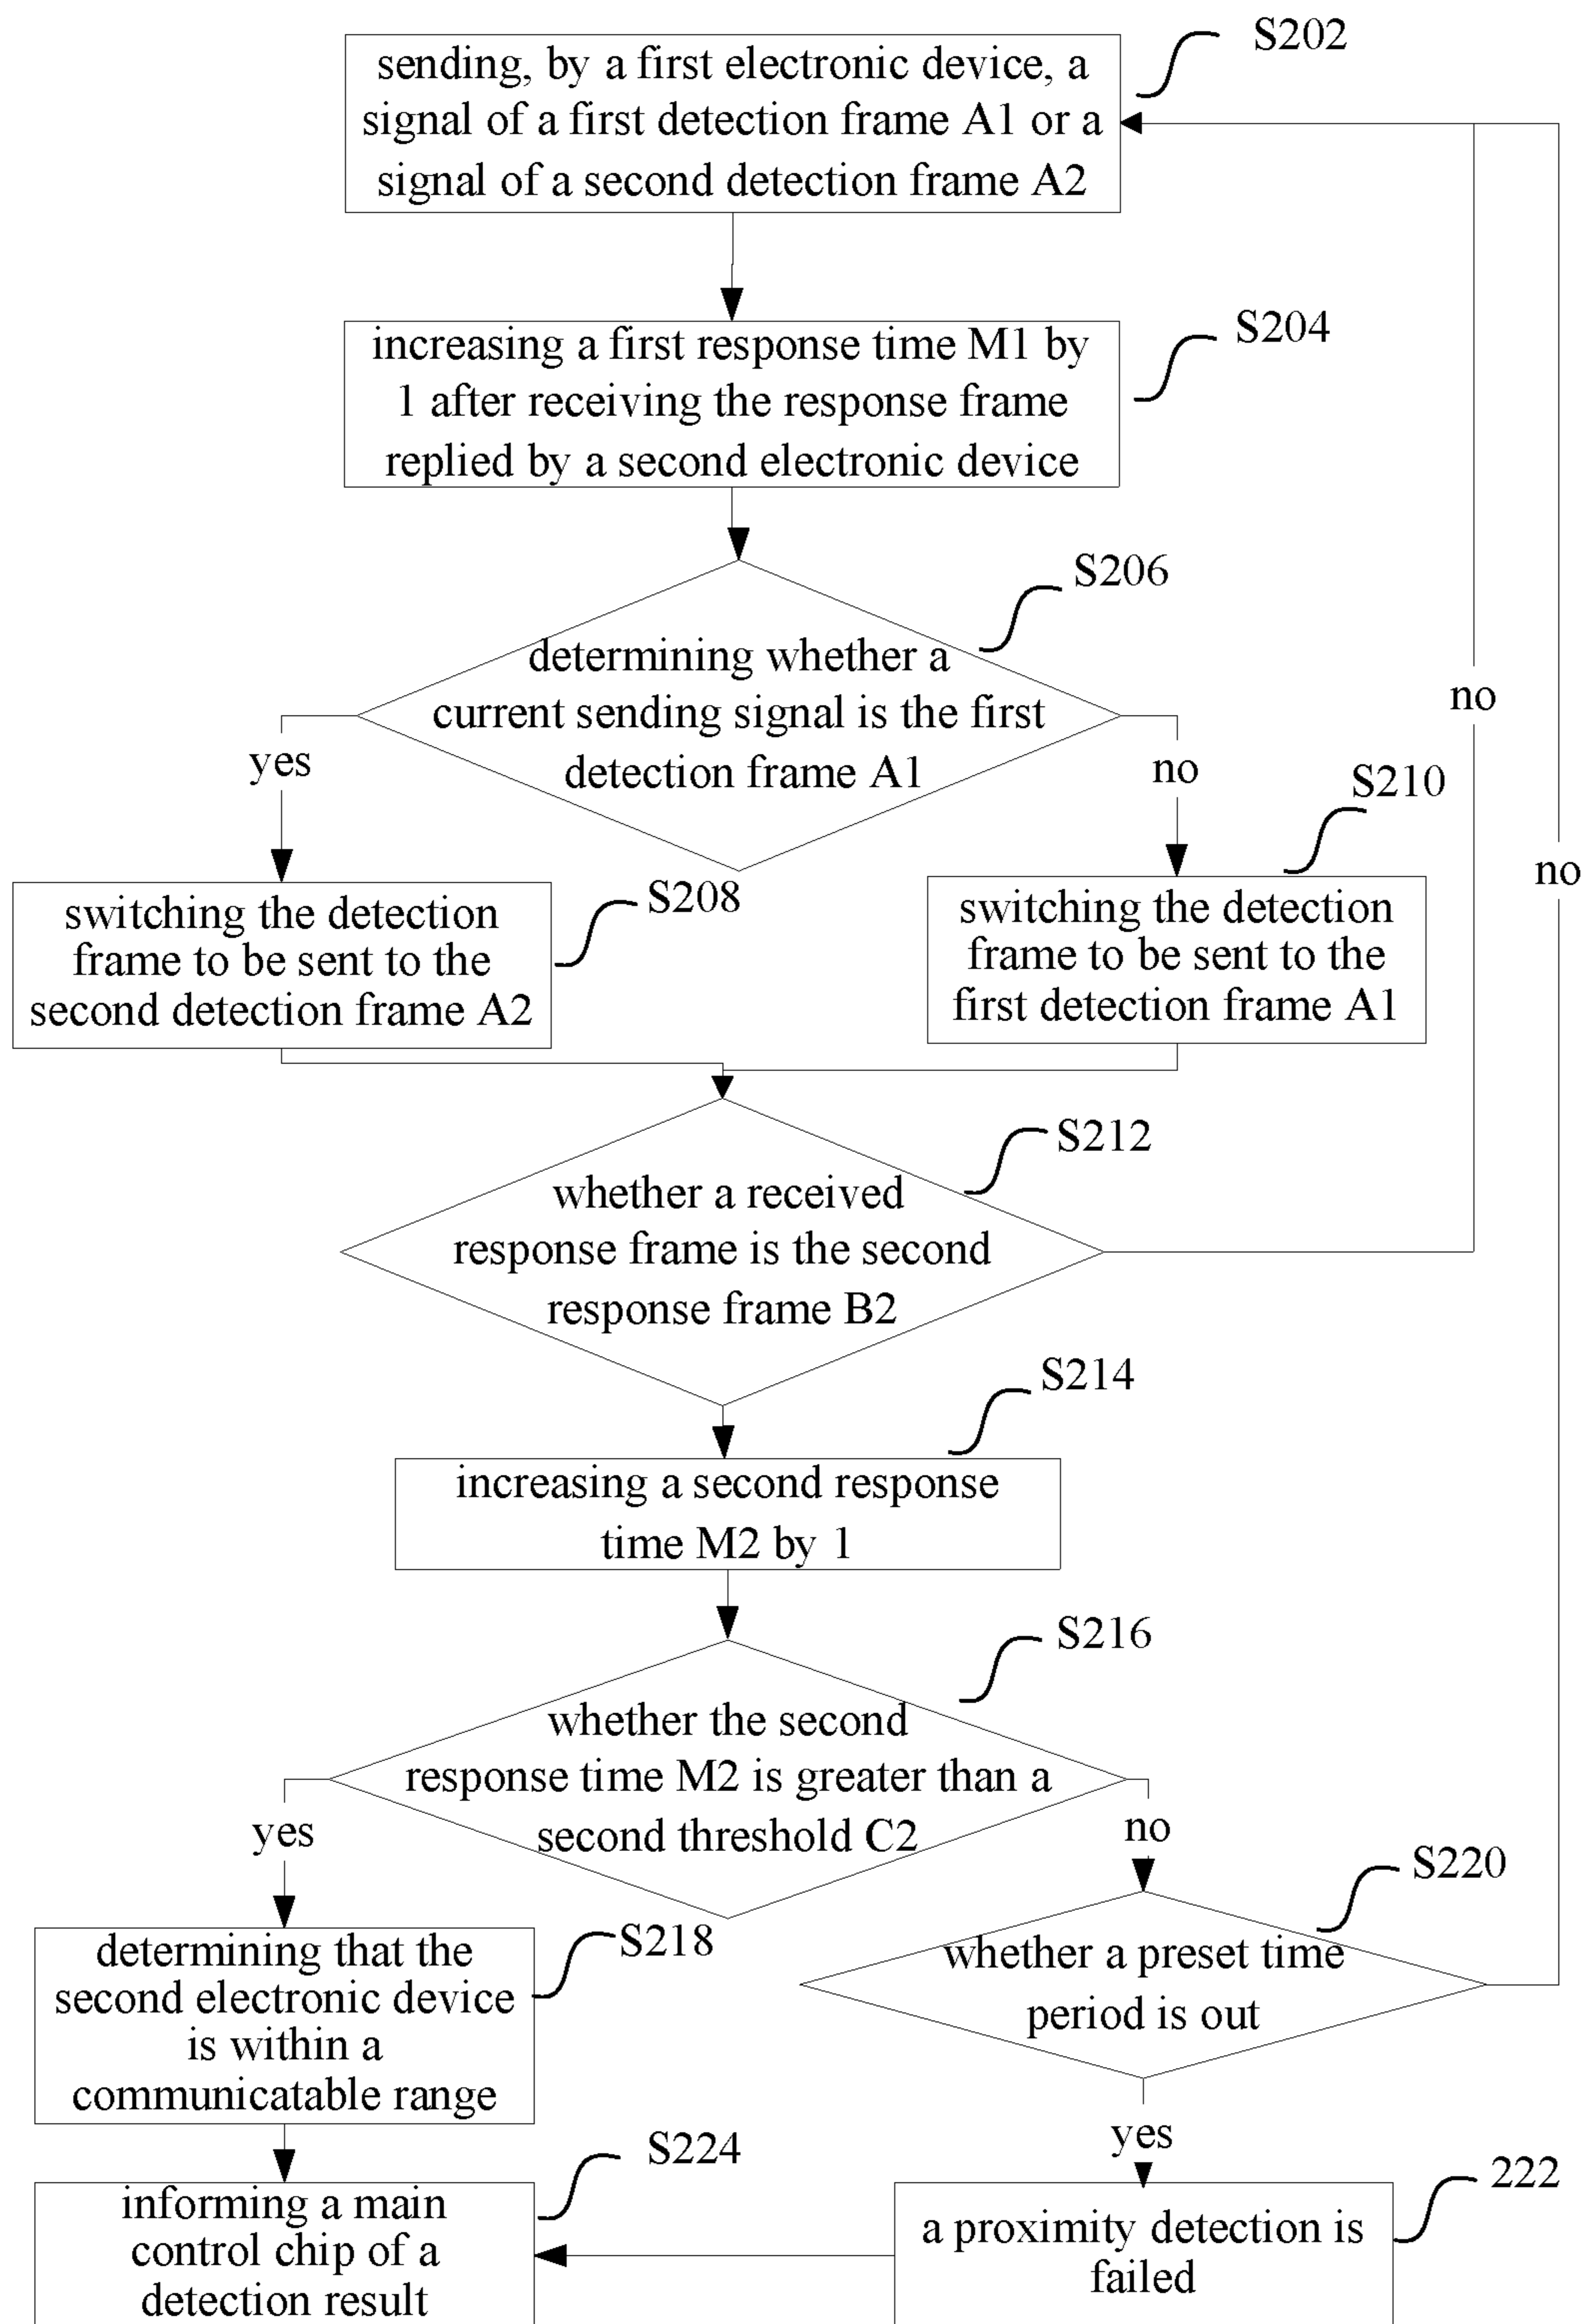 S202
sending, by a first electronic device, a
signal of a first detection frame A1 or a
signal of a second detection frame A2
S204
increasing a first response time M1 by
1 after receiving the response frame
replied by a second electronic device
S206
determining whether a
current sending signal is the first
detection frame A1
yes
no
no
no
S208
switching the detection
frame to be sent to the
second detection frame A2
S210
switching the detection
frame to be sent to the
first detection frame A1
S212
whether a received
response frame is the second
response frame B2
S214
increasing a second response
time M2 by 1
S216
whether the second
response time M2 is greater than a
second threshold C2
yes
no
S218
determining that the
second electronic device
is within a
communicatable range
S220
whether a preset time
period is out
yes
S224
informing a main
control chip of a
detection result
222
a proximity detection is
failed